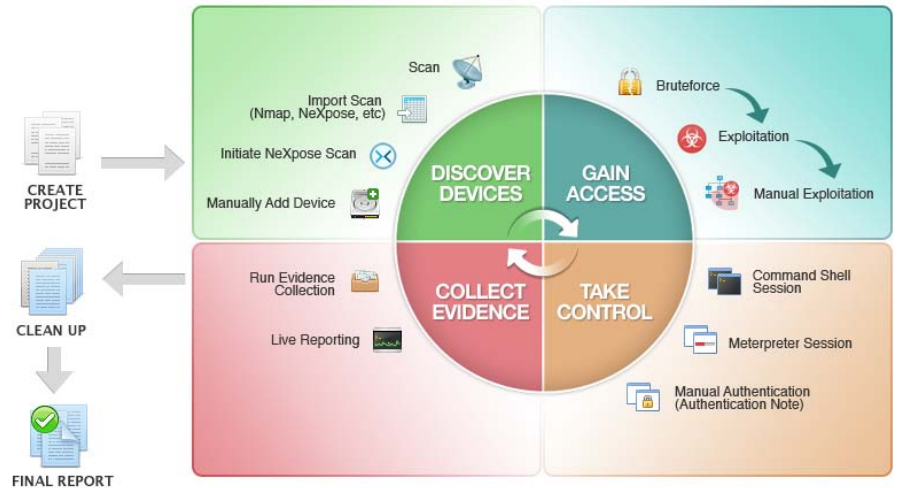 CREATE
PROJECT
Scan
Import Scan
(Nmap, NeXpose, etc)
Initiate NeXpose Scan
Manually Add Device
DISCOVER
DEVICES
GAIN
ACCESS
Bruteforce
Exploitation
Manual Exploitation
COLLECT
EVIDENCE
TAKE
CONTROL
Run Evidence
Collection
Live Reporting
Command Shell
Session
Meterpreter Session
Manual Authentication
(Authentication Note)
CLEAN UP
FINAL REPORT